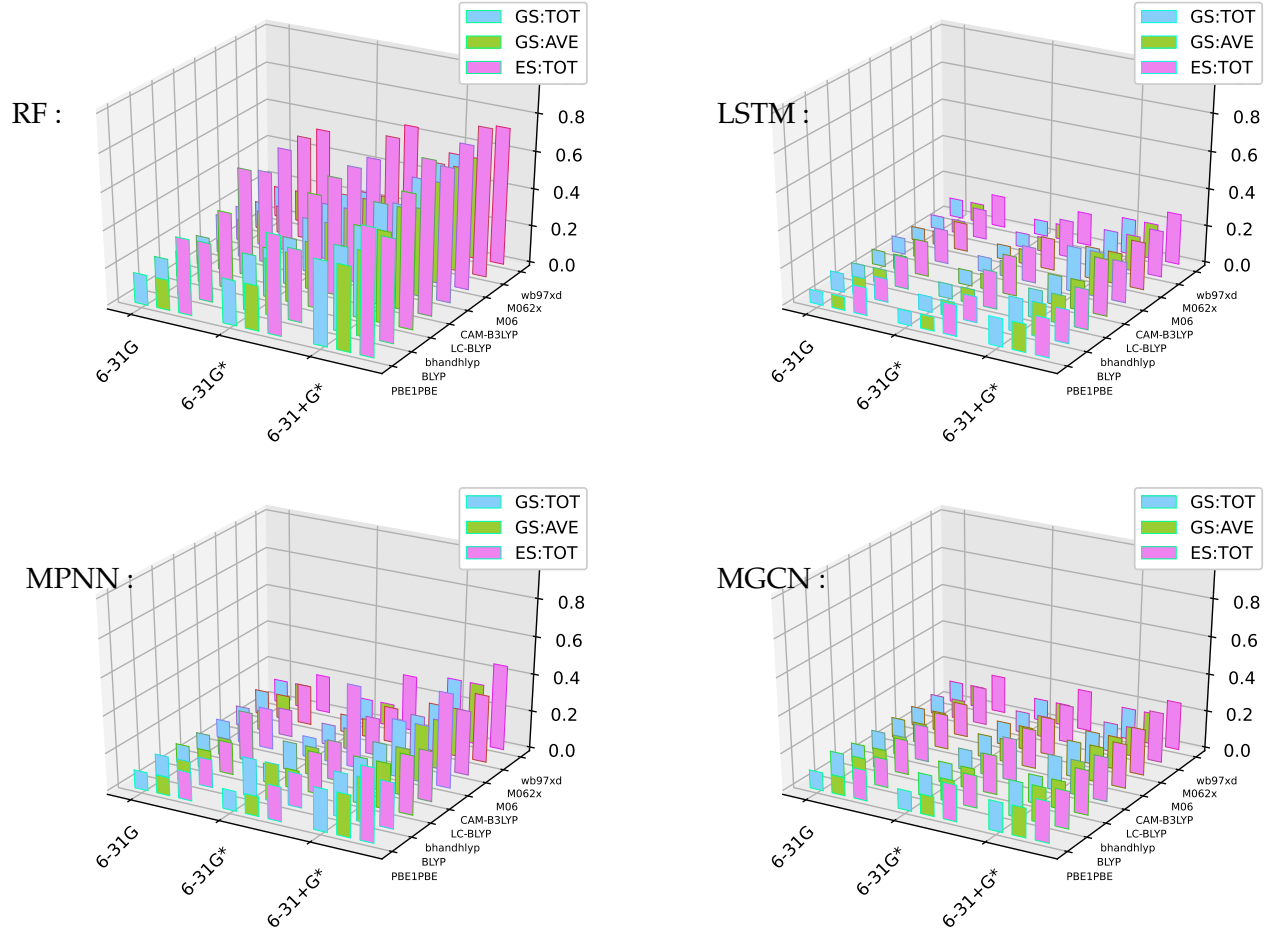 RF :
GS:TOT
GS:AVE
ES:TOT
0.8
0.6
0.4
0.2
0.0
wb97xd
M062x
M06
CAM-B3LYP
LC-BLYP
bhandhlyp
BLYP
PBE1PBE
6-31G
6-31G*
6-31+G*
LSTM :
GS:TOT
GS:AVE
ES:TOT
0.8
0.6
0.4
0.2
0.0
wb97xd
M062x
M06
CAM-B3LYP
LC-BLYP
bhandhlyp
BLYP
PBE1PBE
6-31G
6-31G*
6-31+G*
MPNN :
GS:TOT
GS:AVE
ES:TOT
0.8
0.6
0.4
0.2
0.0
wb97xd
M062x
M06
CAM-B3LYP
LC-BLYP
bhandhlyp
BLYP
PBE1PBE
6-31G
6-31G*
6-31+G*
MGCN :
GS:TOT
GS:AVE
ES:TOT
0.8
0.6
0.4
0.2
0.0
wb97xd
M062x
M06
CAM-B3LYP
LC-BLYP
bhandhlyp
BLYP
PBE1PBE
6-31G
6-31G*
6-31+G*